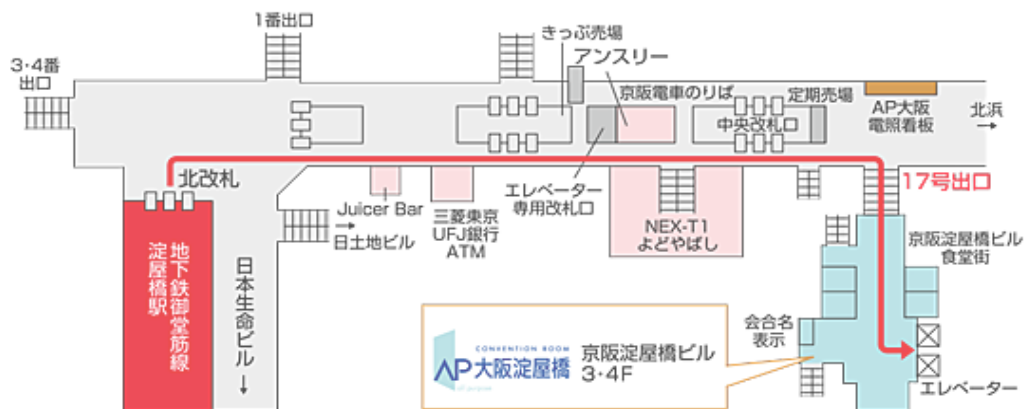 1番出口
3・4番
出口
きっぷ売場
アンスリー
京阪電車のりば
定期売場
中央改札口
AP大阪
電照看板
北浜
→
北改札
17号出口
エレベーター
専用改札口
Juicer Bar
三菱東京
UFJ銀行
ATM
→
日土地ビル
NEX-T1
よどやばし
京阪淀屋橋ビル
食堂街
地下鉄御堂筋線
淀屋橋駅
日本生命ビル→
会合名
表示
CONVENTION ROOM
AP大阪淀屋橋
京阪淀屋橋ビル
3・4F
エレベーター